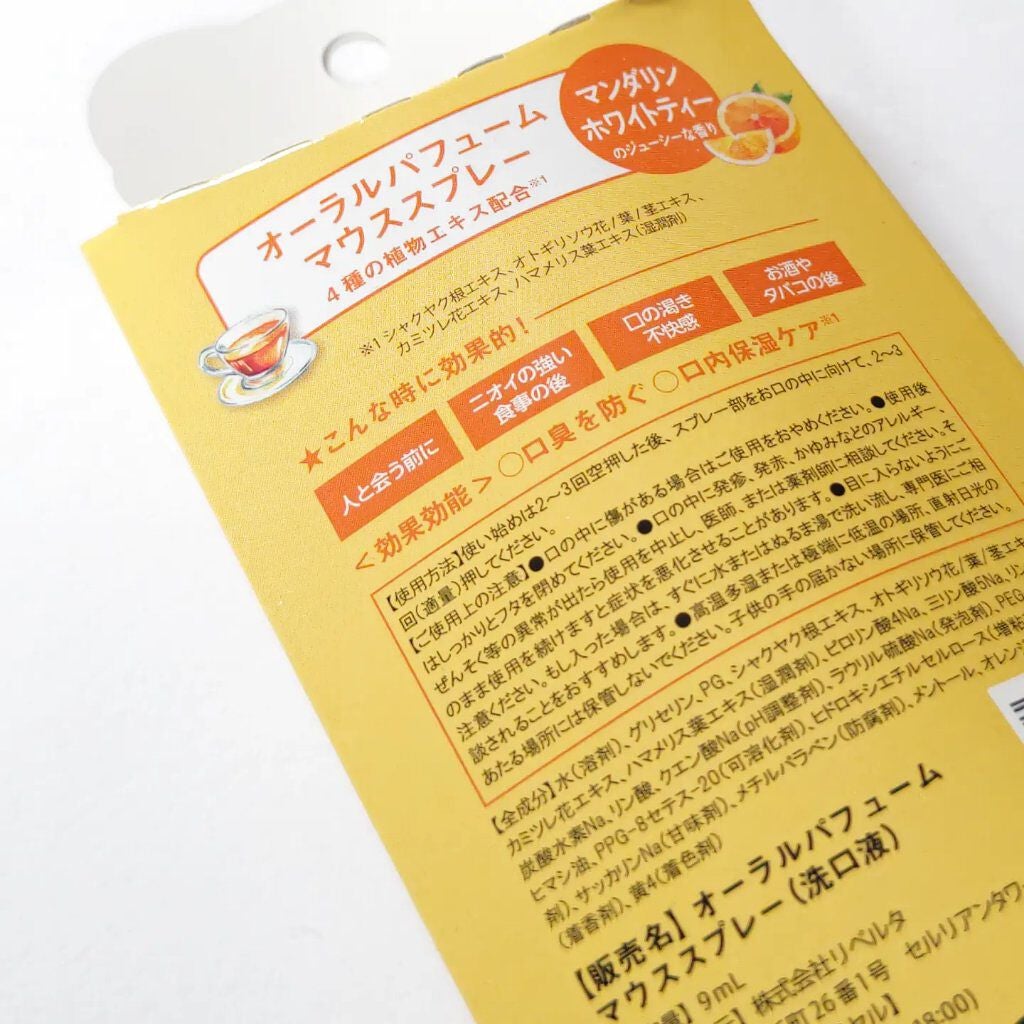 マンダリン
ホワイトティー
のジューシーな香り
オーラルパフューム
マウススプレー
4種の植物エキス配合※1
※1 シャクヤク根エキス、オトギリソウ花/葉/茎エキス、
カミツレ花エキス、ハマメリス葉エキス(湿潤剤)
★こんな時に効果的!
人と会う前に
ニオイの強い
食事の後
口の渇き
不快感
お酒や
タバコの後
<効果効能> ○口臭を防ぐ ○口内保湿ケア※1
【使用方法】使い始めは2〜3回空押した後、スプレー部をお口の中に向けて、2〜3
回(適量)押してください。
【ご使用上の注意】●口の中に傷がある場合はご使用をおやめください。●使用後
はしっかりとフタを閉めてください。●口の中に発疹、発赤、かゆみなどのアレルギー、
ぜんそく等の異常が出たら使用を中止し、医師、または薬剤師に相談してください。そ
のまま使用を続けますと症状を悪化させることがあります。●目に入らないようにご
注意ください。もし入った場合は、すぐに水またはぬるま湯で洗い流し、専門医にご相
談されることをおすすめします。●高温多湿または極端に低温の場所、直射日光の
あたる場所には保管しないでください。子供の手の届かない場所に保管してください。
【全成分】水(溶剤)、グリセリン、PG、シャクヤク根エキス、オトギリソウ花/葉/茎エキ
カミツレ花エキス、ハマメリス葉エキス(湿潤剤)、ピロリン酸4Na、三リン酸5Na、リン
炭酸水素Na、リン酸、クエン酸Na(pH調整剤)、ラウリル硫酸Na(発泡剤)、PEG
ヒマシ油、PPG-8セテス-20(可溶化剤)、ヒドロキシエチルセルロース(増粘
剤)、サッカリンNa(甘味剤)、メチルパラベン(防腐剤)、メントール、オレンジ
(着香剤)、黄4(着色剤)
【販売名】オーラルパフューム
マウススプレー(洗口液)
量】9mL
株式会社リベルタ
町26番1号 セルリアンタワ
セル】
18:00)